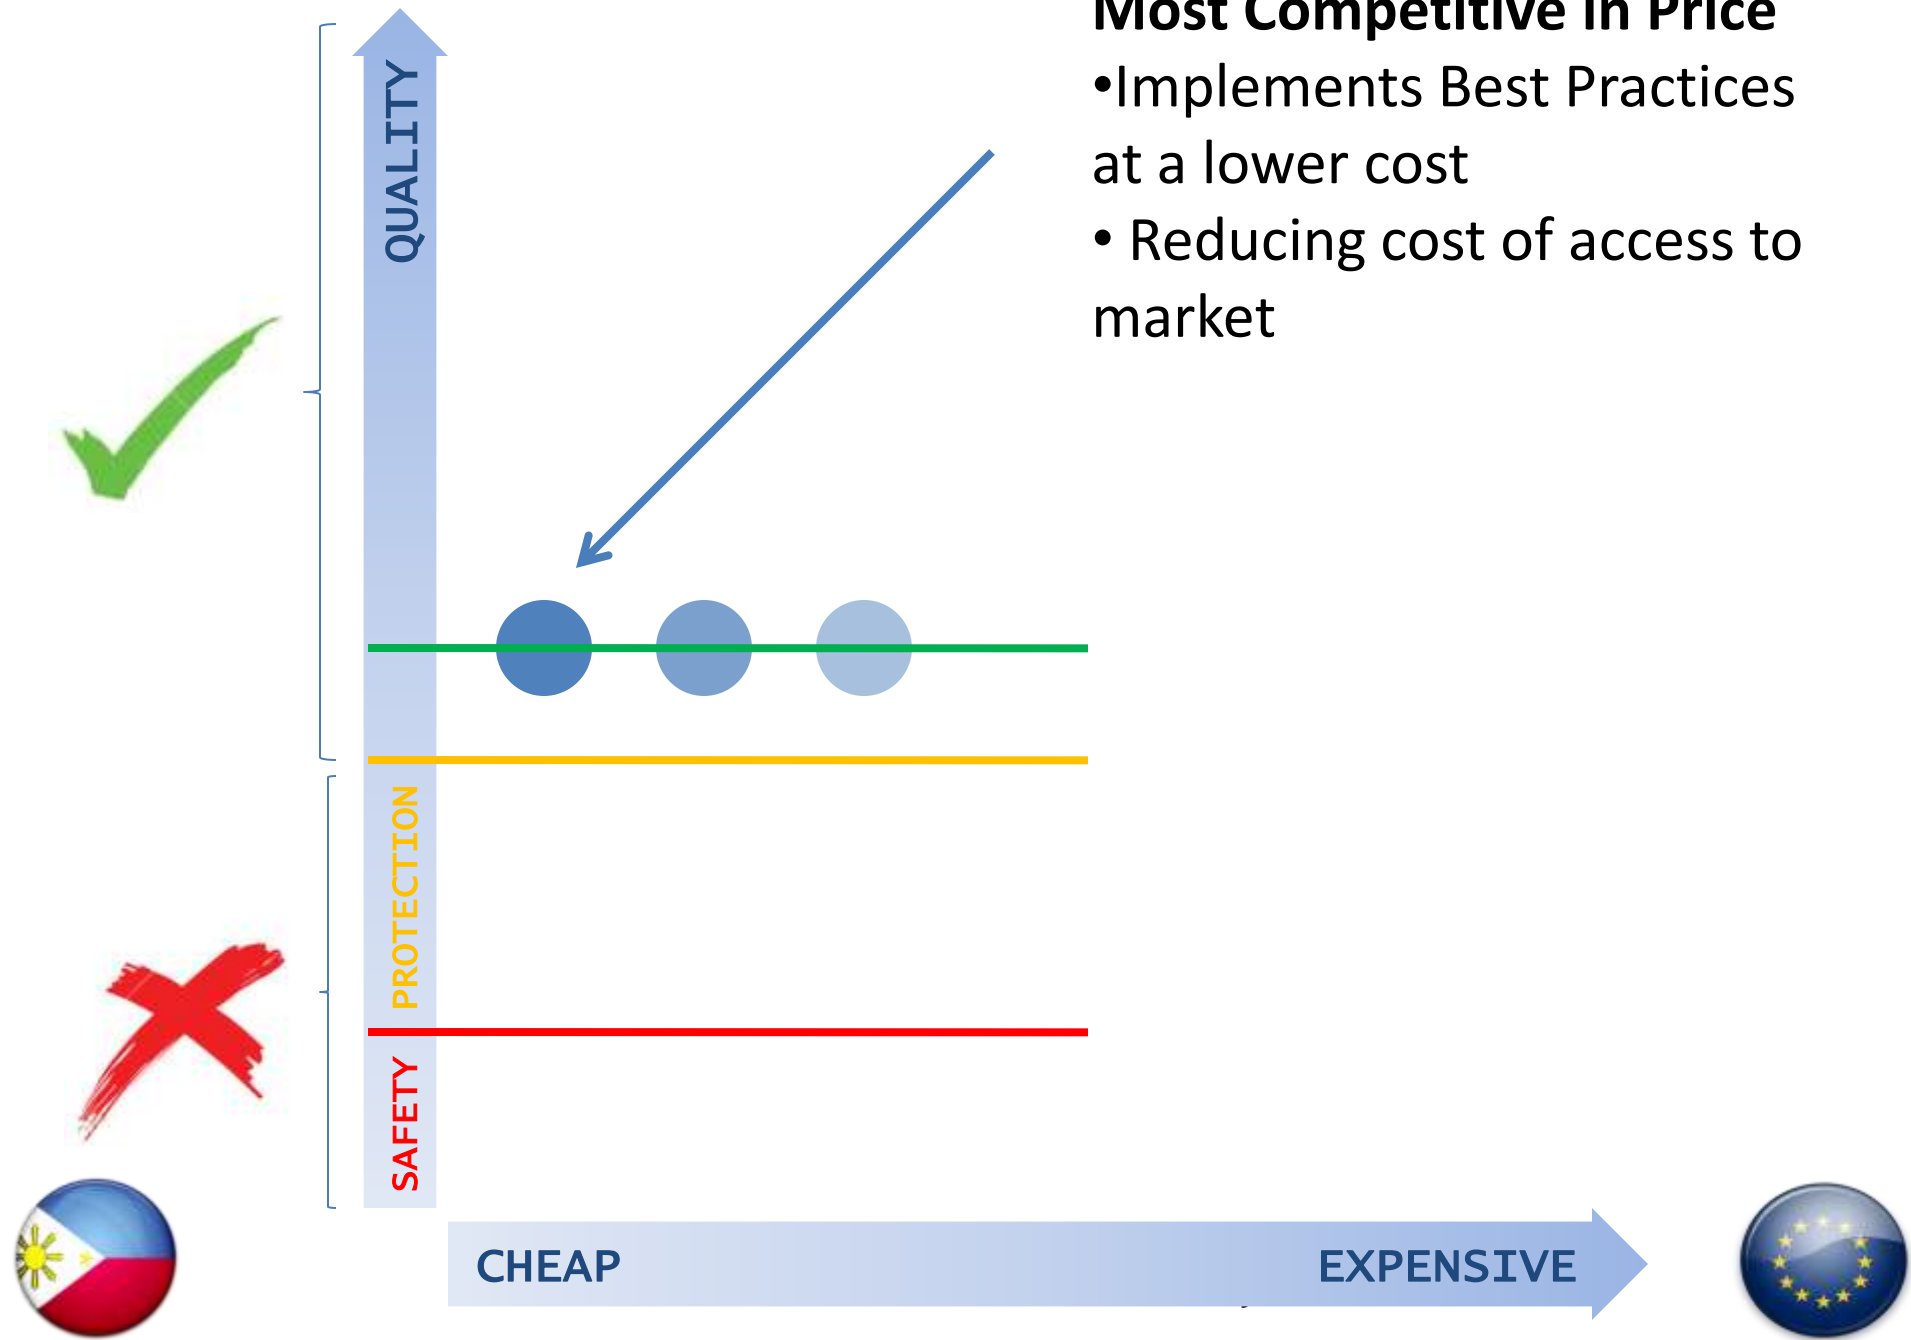 Most Competitive in Price
•Implements Best Practices
at a lower cost
• Reducing cost of access to
market
QUALITY
PROTECTION
SAFETY
CHEAP
EXPENSIVE